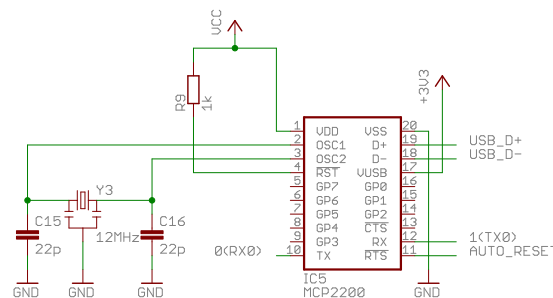 VCC
+3V3
R9
1k
1 VDD VSS 20
2 OSC1 D+ 19 USB_D+
3 OSC2 D- 18 USB_D-
4 RST VUSB 17
5 GP7 GP0 16
6 GP6 GP1 15
7 GP5 GP2 14
8 GP4 CTS 13
9 GP3 RX 12 1(TX0)
0(RX0) 10 TX RTS 11 AUTO_RESET
Y3
C15 C16
12MHz
22p 22p
IC5
GND GND GND MCP2200 GND